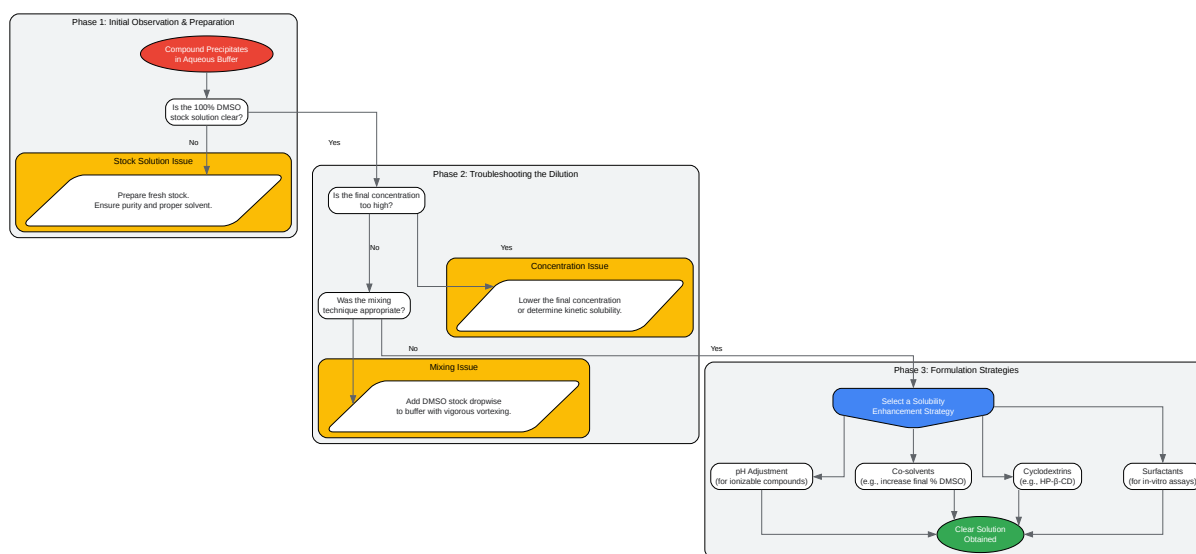 Phase 1: Initial Observation & Preparation
Compound Precipitates
in Aqueous Buffer
Is the 100% DMSO
stock solution clear?
No
Yes
Stock Solution Issue
Prepare fresh stock.
Ensure purity and proper solvent.
Phase 2: Troubleshooting the Dilution
Is the final concentration
too high?
No
Yes
Concentration Issue
Lower the final concentration
or determine kinetic solubility.
Was the mixing
technique appropriate?
No
Yes
Mixing Issue
Add DMSO stock dropwise
to buffer with vigorous vortexing.
Phase 3: Formulation Strategies
Select a Solubility
Enhancement Strategy
pH Adjustment
(for ionizable compounds)
Co-solvents
(e.g., increase final % DMSO)
Cyclodextrins
(e.g., HP-β-CD)
Surfactants
(for in-vitro assays)
Clear Solution
Obtained